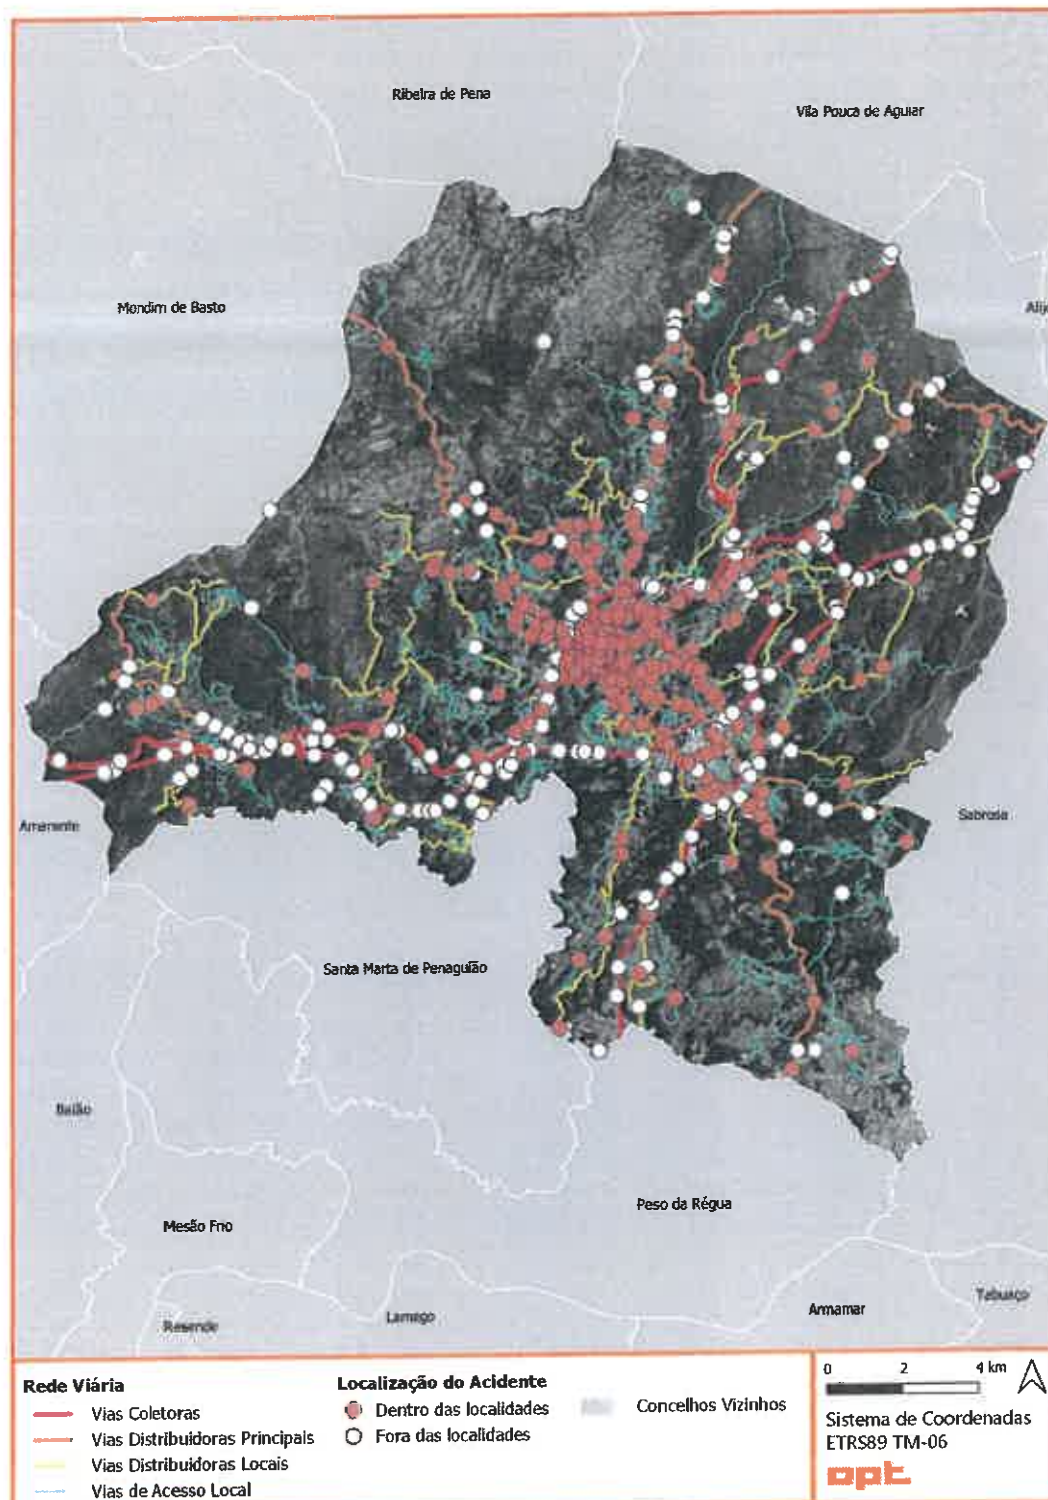 Ribeira de Pena
Vila Pouca de Aguiar
Mondim de Basto
Alij
Amarante
Sabrosa
Santa Marta de Penaguião
Baião
Peso da Régua
Mesão Frio
Tabuaço
Armamar
Lamego
Resende
Rede Viária
Vias Coletoras
Vias Distribuidoras Principais
Vias Distribuidoras Locais
Vias de Acesso Local
Localização do Acidente
Dentro das localidades
Fora das localidades
Concelhos Vizinhos
0 2 4 km
Sistema de Coordenadas
ETRS89 TM-06
opt